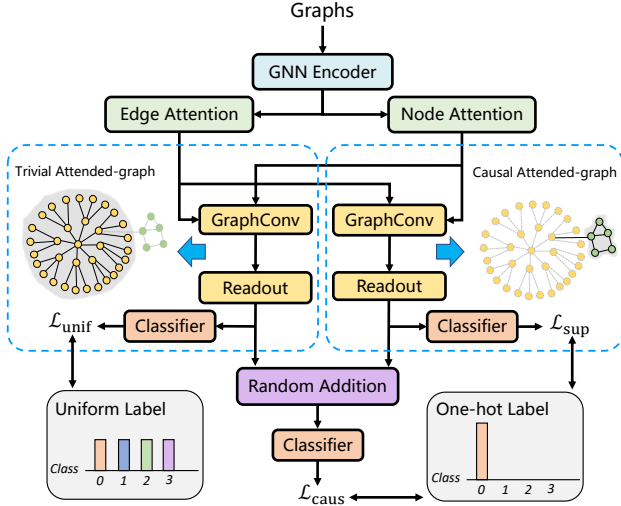 Graphs
GNN Encoder
Edge Attention
Node Attention
Trivial Attended-graph
Causal Attended-graph
GraphConv
GraphConv
Readout
Readout
ℒunif
Classifier
Classifier
ℒsup
Random Addition
Uniform Label
Class
0 1 2 3
Classifier
ℒcaus
One-hot Label
Class
0 1 2 3